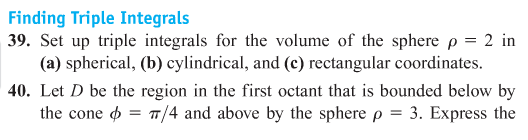 Finding Triple Integrals
39. Set up triple integrals for the volume of the sphere ρ = 2 in
(a) spherical, (b) cylindrical, and (c) rectangular coordinates.
40. Let D be the region in the first octant that is bounded below by
the cone ϕ = π/4 and above by the sphere ρ = 3. Express the